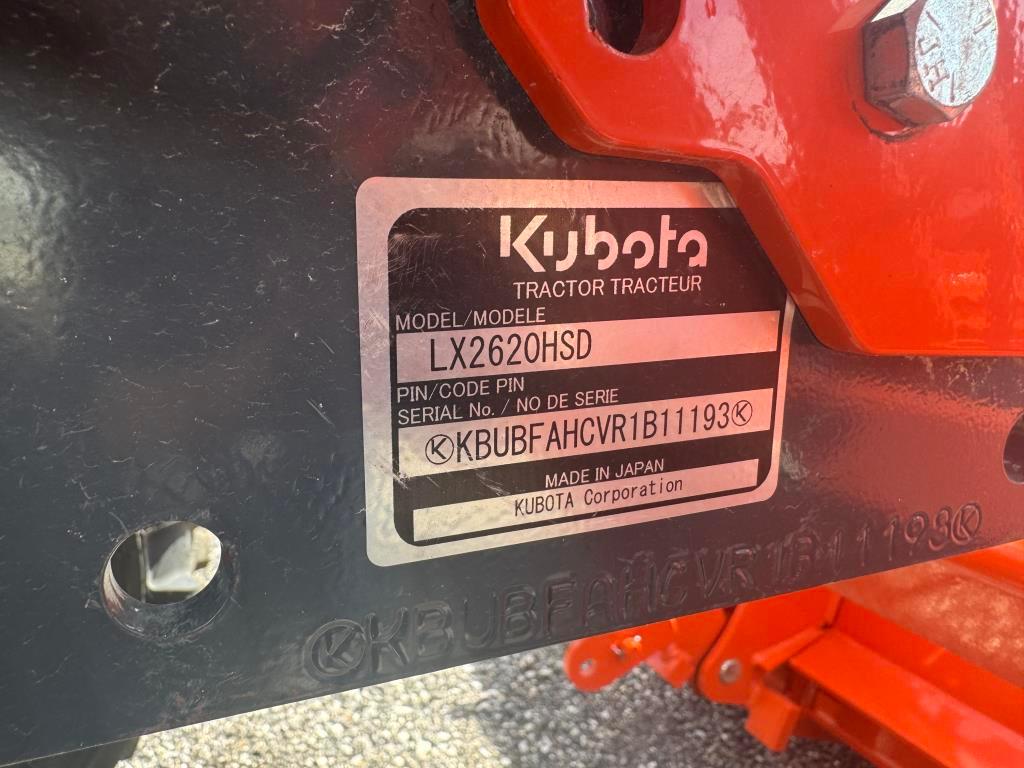 Kubota
TRACTOR TRACTEUR
MODEL/MODELE
LX2620HSD
PIN/CODE PIN
SERIAL No. / NO DE SERIE
KBUBFAHCVR1B11193
MADE IN JAPAN
KUBOTA Corporation
KBUBFAHCVR1B11193